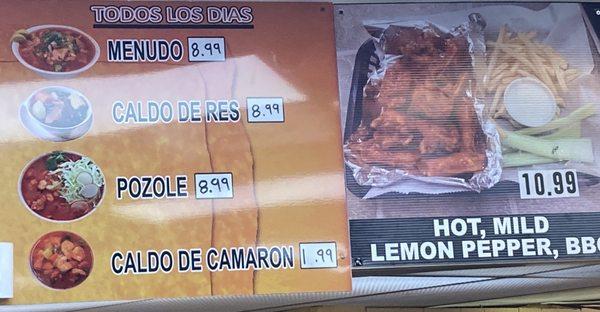 TODOS LOS DIAS
MENUDO 8.99
CALDO DE RES 8.99
POZOLE 8.99
CALDO DE CAMARON 1.99
10.99
HOT, MILD
LEMON PEPPER, BBQ